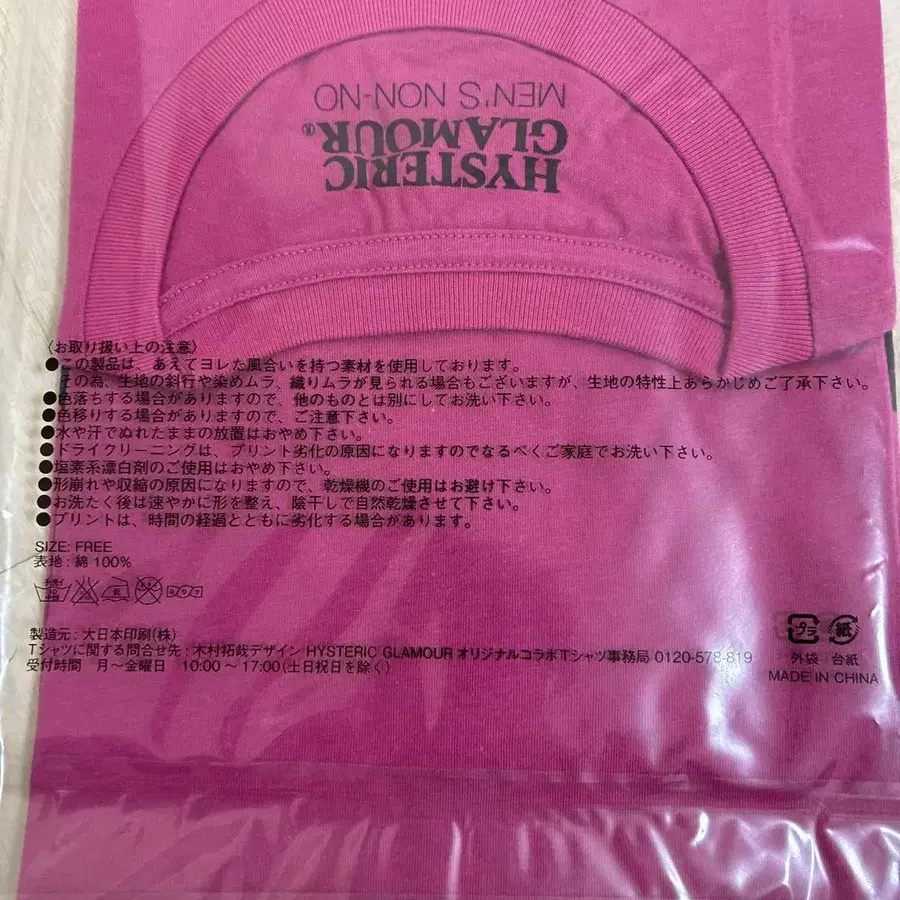 HYSTERIC
GLAMOUR®
MEN'S NON-NO
〈お取り扱い上の注意〉
●この製品は、あえてヨレた風合いを持つ素材を使用しております。
その為、生地の斜行や染めムラ、織りムラが見られる場合もございますが、生地の特性上あらかじめご了承下さい。
●色落ちする場合がありますので、他のものとは別にしてお洗い下さい。
●色移りする場合がありますので、ご注意下さい。
●水や汗でぬれたままの放置はおやめ下さい。
●ドライクリーニングは、プリント劣化の原因になりますのでなるべくご家庭でお洗い下さい。
●塩素系漂白剤のご使用はおやめ下さい。
●形崩れや収縮の原因になりますので、乾燥機のご使用はお避け下さい。
●お洗たく後は速やかに形を整え、陰干しで自然乾燥させて下さい。
●プリントは、時間の経過とともに劣化する場合があります。
SIZE: FREE
表地 : 綿 100%
製造元 : 大日本印刷(株)
Tシャツに関する問合せ先 : 木村拓哉デザイン HYSTERIC GLAMOUR オリジナルコラボTシャツ事務局 0120-578-819
受付時間 月〜金曜日 10:00 〜 17:00(土日祝日を除く)
プラ 紙
外袋 台紙
MADE IN CHINA